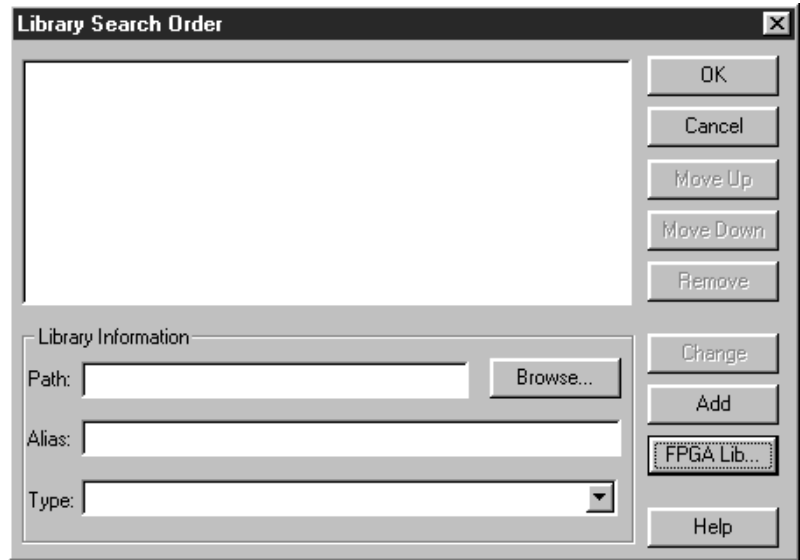 Library Search Order
OK
Cancel
Move Up
Move Down
Remove
Library Information
Path:
Browse...
Alias:
Type:
Change
Add
FPGA Lib...
Help